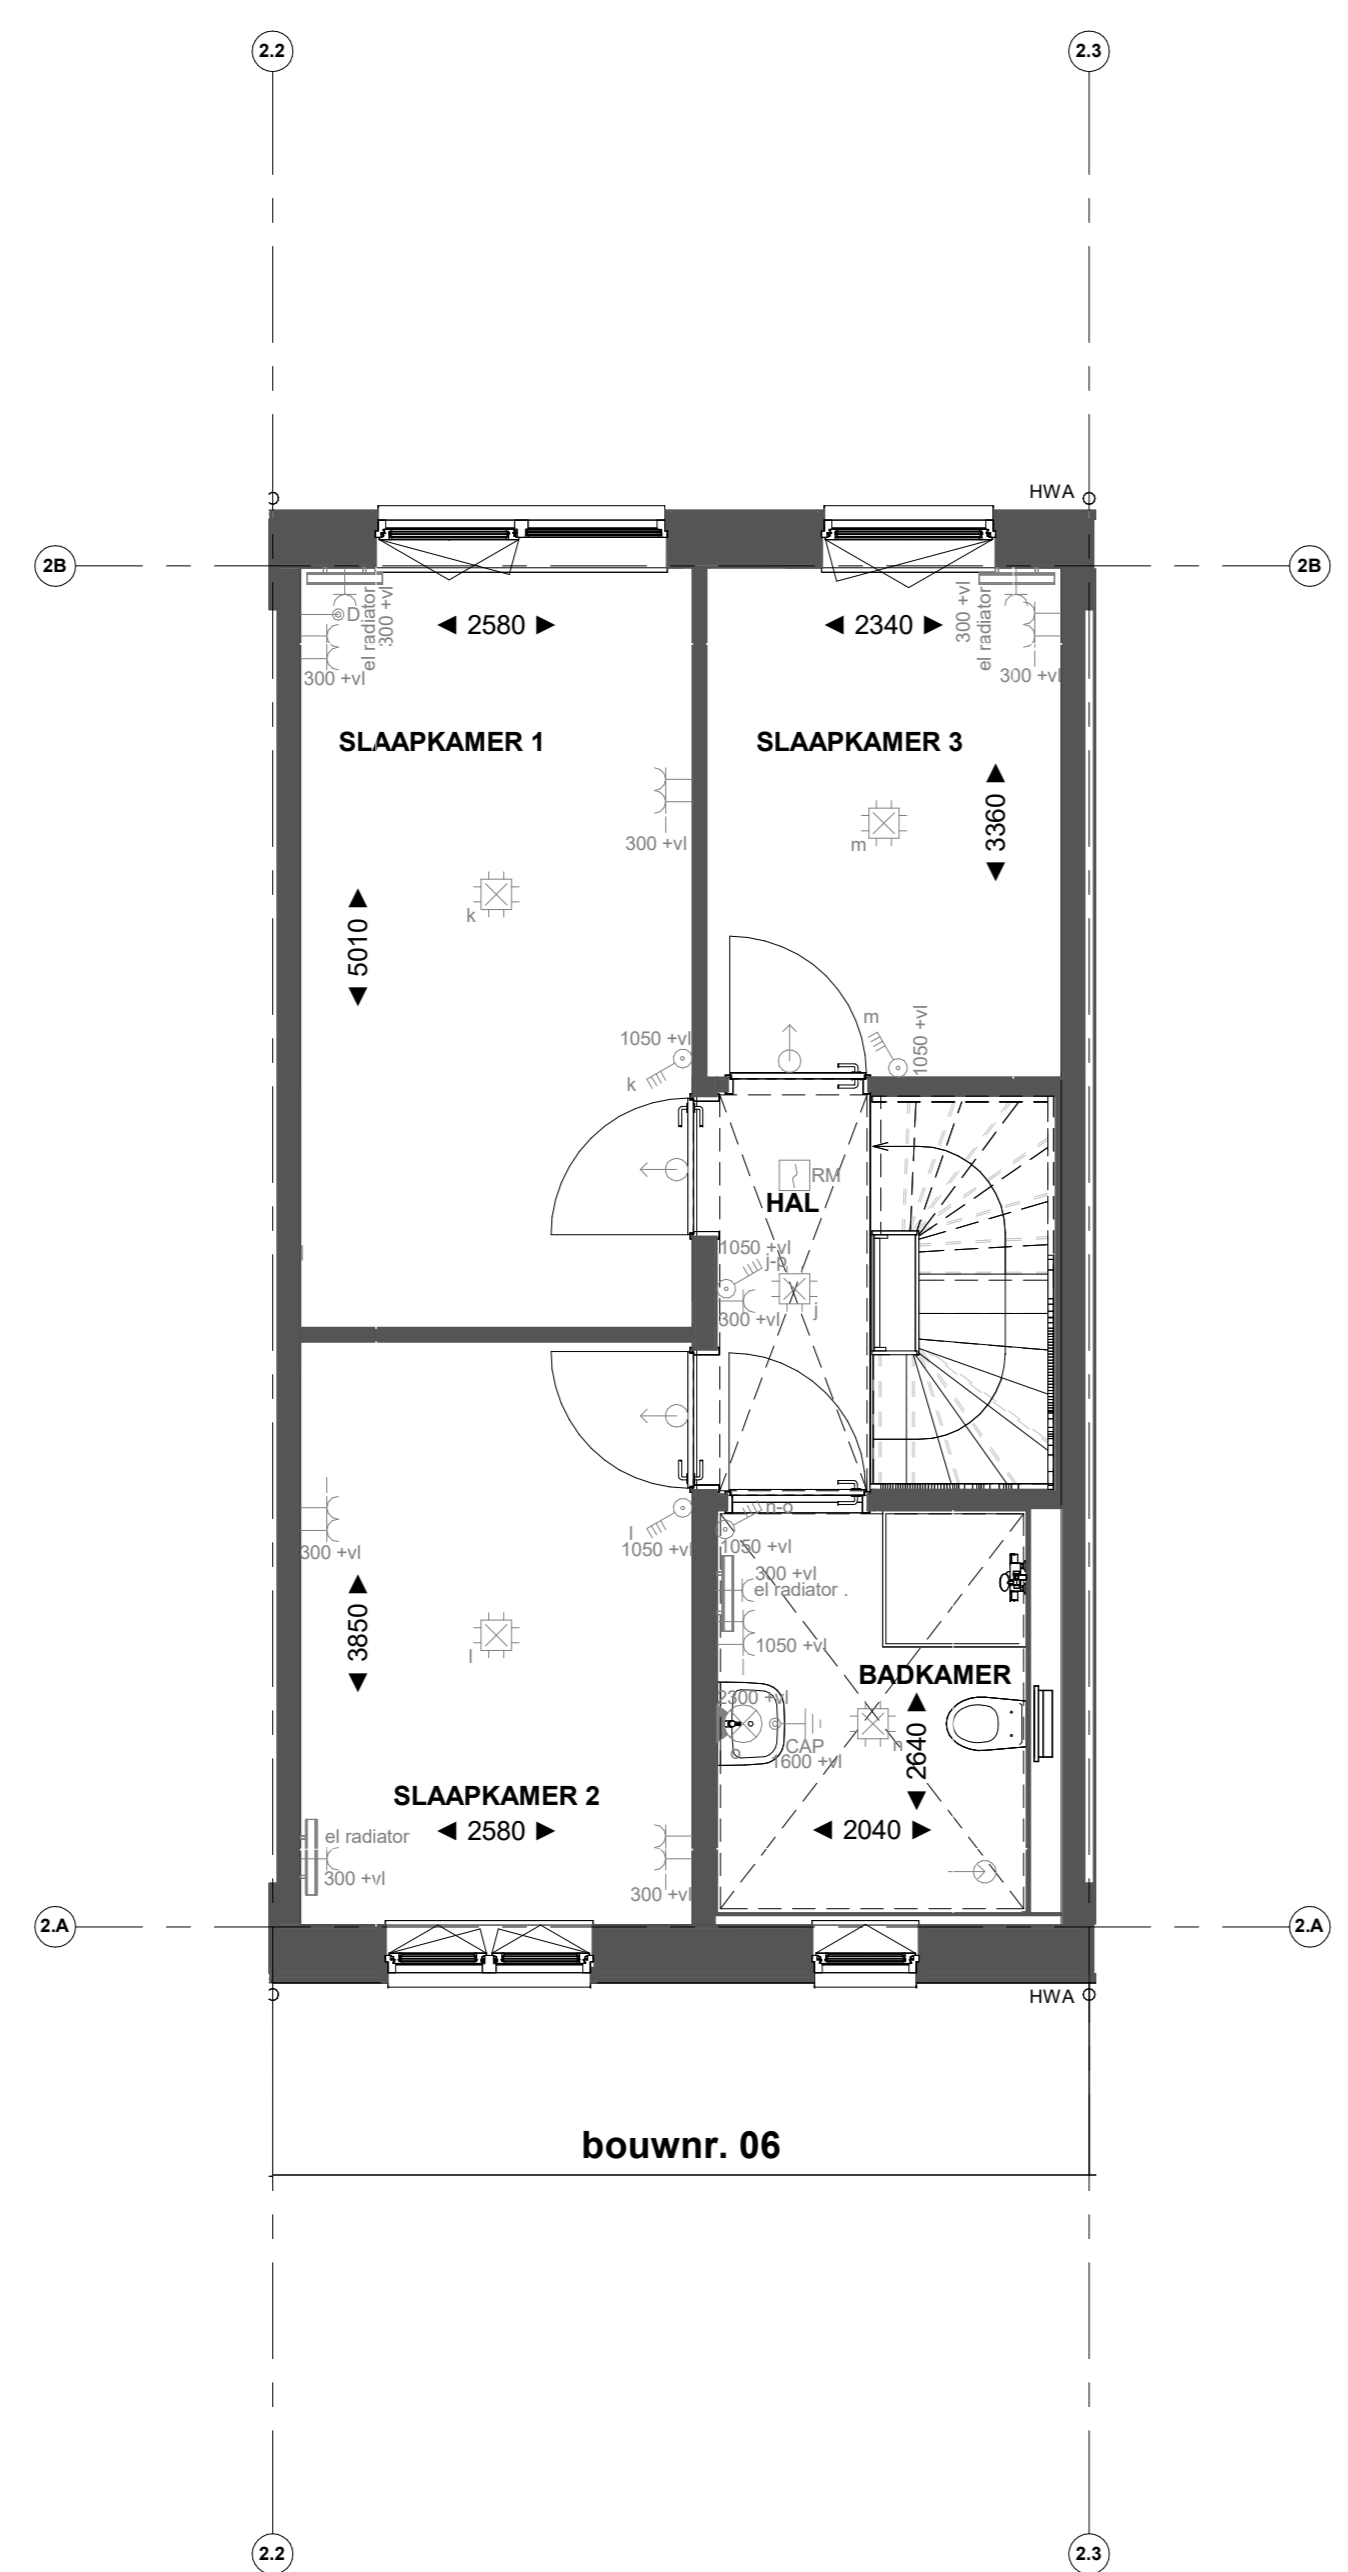 2.2
2.3
HWA
2B
2B
D
el radiator
300 +vl
300 +vl
2580
2340
300 +vl
el radiator
300 +vl
SLAAPKAMER 1
SLAAPKAMER 3
300 +vl
3360
m
k
5010
1050 +vl
k
m
1050 +vl
RM
HAL
1050 +vl
j-p
j
300 +vl
300 +vl
l
1050 +vl
n-o
1050 +vl
300 +vl
el radiator .
1050 +vl
3850
l
BADKAMER
2300 +vl
CAP
1600 +vl
n
2640
SLAAPKAMER 2
2580
2040
el radiator
300 +vl
300 +vl
2.A
2.A
HWA
bouwnr. 06
2.2
2.3